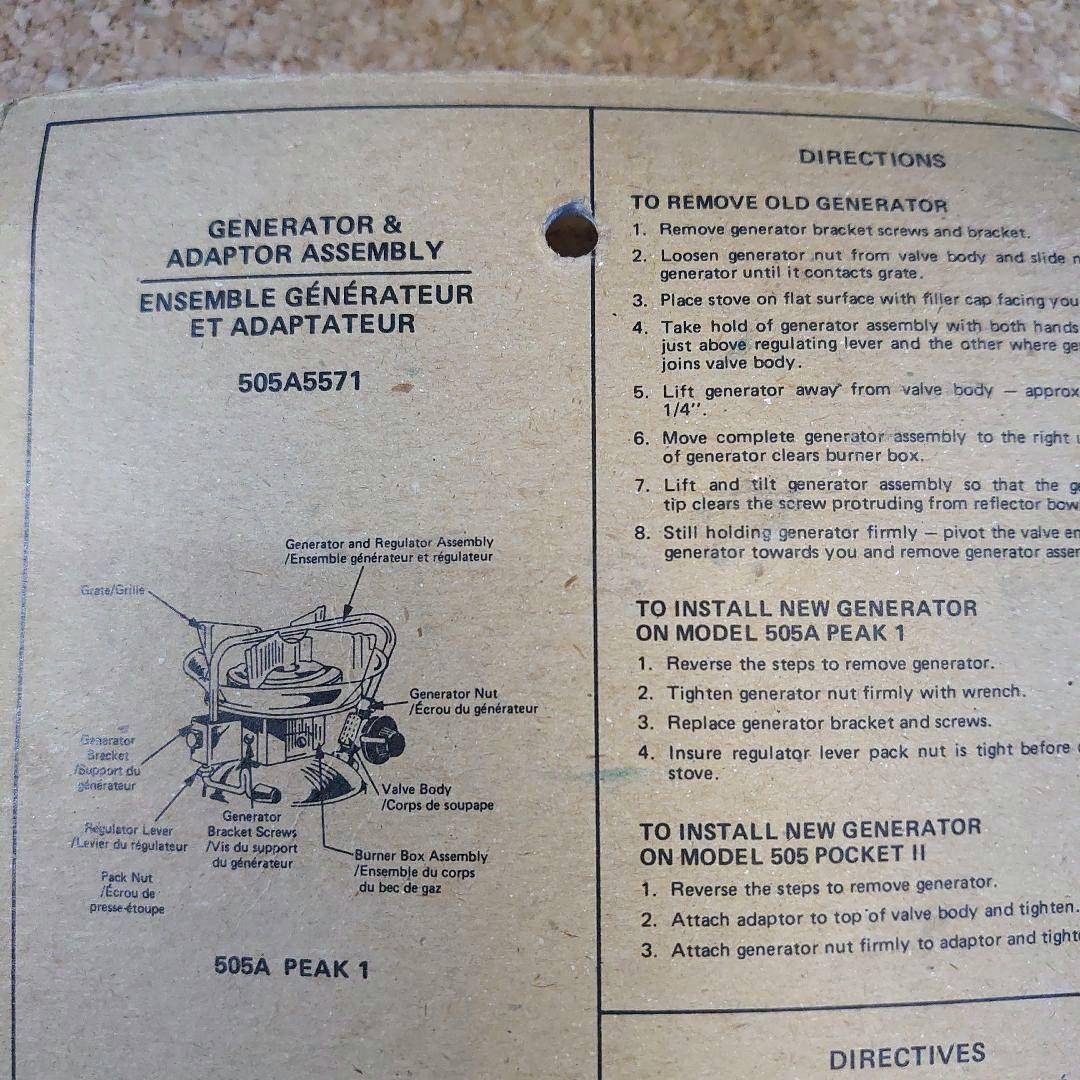 GENERATOR &
ADAPTOR ASSEMBLY
ENSEMBLE GÉNÉRATEUR
ET ADAPTATEUR
505A5571
Generator and Regulator Assembly
/Ensemble générateur et régulateur
Grate/Grille
Generator Nut
/Écrou du générateur
Generator
Bracket
/Support du
générateur
Valve Body
/Corps de soupape
Regulator Lever
/Levier du régulateur
Generator
Bracket Screws
/Vis du support
du générateur
Burner Box Assembly
/Ensemble du corps
du bec de gaz
Pack Nut
/Écrou de
presse-étoupe
505A PEAK 1
DIRECTIONS
TO REMOVE OLD GENERATOR
1. Remove generator bracket screws and bracket.
2. Loosen generator nut from valve body and slide
generator until it contacts grate.
3. Place stove on flat surface with filler cap facing you
4. Take hold of generator assembly with both hands
just above regulating lever and the other where
joins valve body.
5. Lift generator away from valve body — approx
1/4".
6. Move complete generator assembly to the right
of generator clears burner box.
7. Lift and tilt generator assembly so that the
tip clears the screw protruding from reflector
8. Still holding generator firmly — pivot the valve
generator towards you and remove generator
TO INSTALL NEW GENERATOR
ON MODEL 505A PEAK 1
1. Reverse the steps to remove generator.
2. Tighten generator nut firmly with wrench.
3. Replace generator bracket and screws.
4. Insure regulator lever pack nut is tight before
stove.
TO INSTALL NEW GENERATOR
ON MODEL 505 POCKET II
1. Reverse the steps to remove generator.
2. Attach adaptor to top of valve body and tighten.
3. Attach generator nut firmly to adaptor and
DIRECTIVES